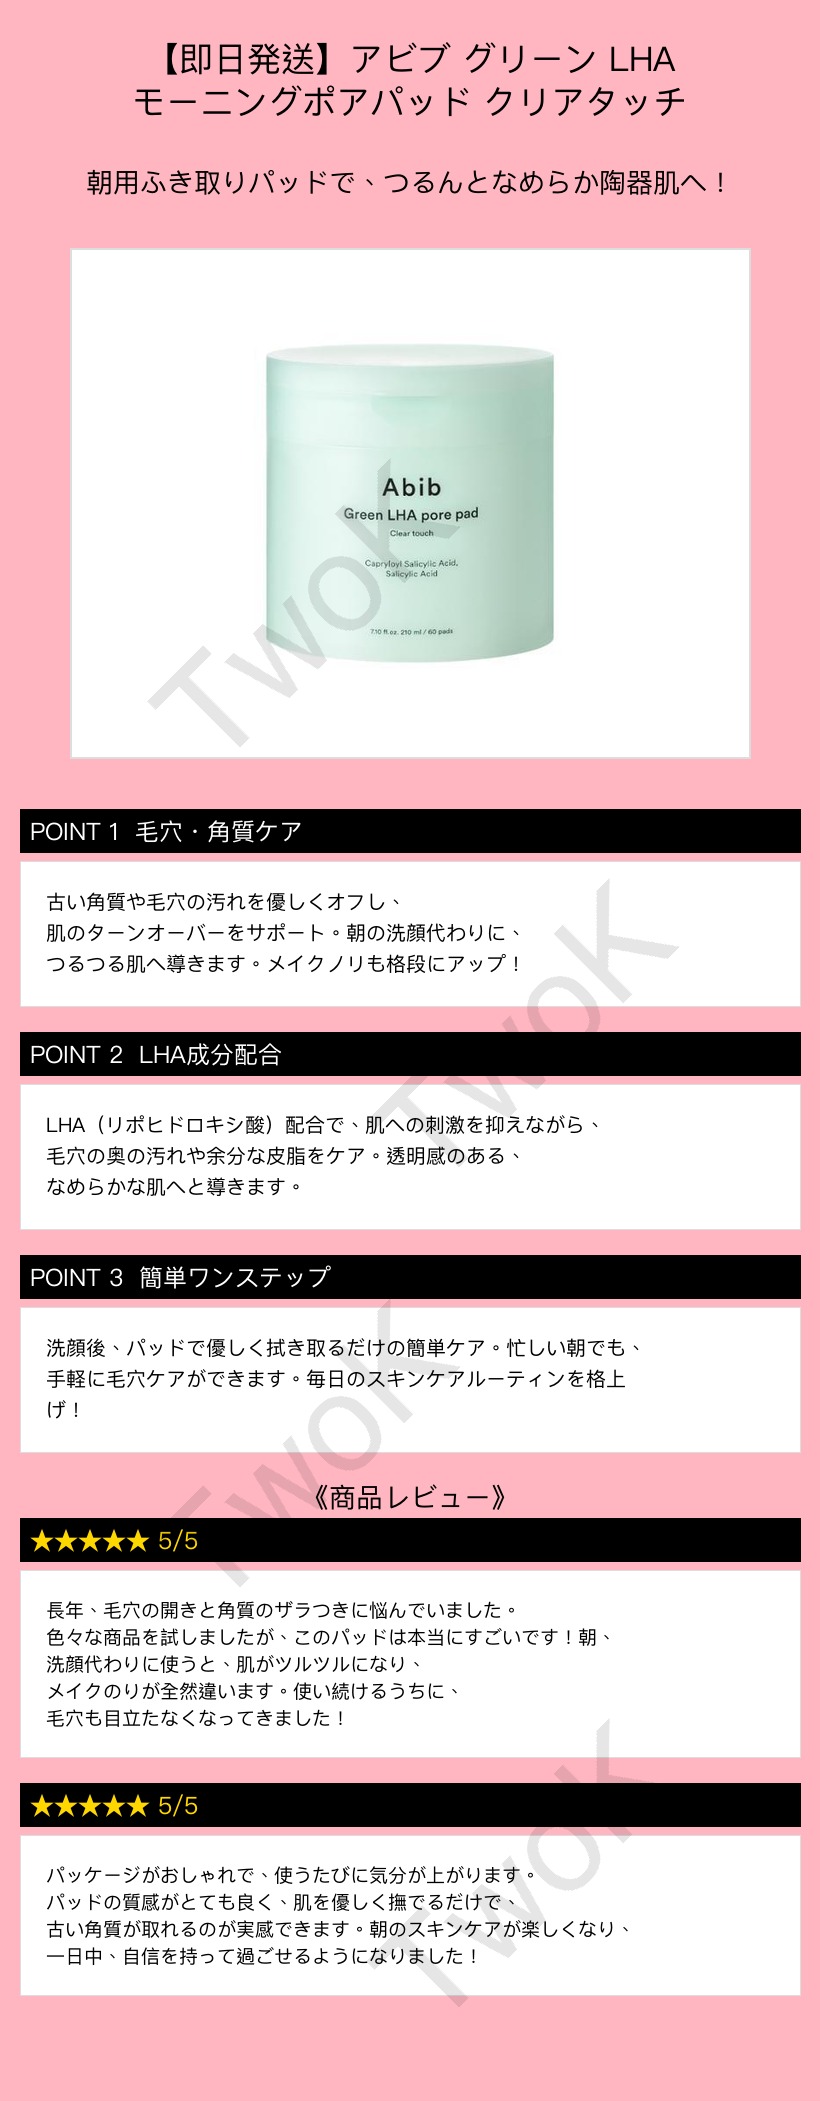 【即日発送】アビブ グリーン LHA
モーニングポアパッド クリアタッチ
朝用ふき取りパッドで、つるんとなめらか陶器肌へ！
Abib
Green LHA pore pad
Clear touch
Capryloyl Salicylic Acid,
Salicylic Acid
7.10 fl.oz. 210 ml / 60 pads
TwoK
POINT 1 毛穴・角質ケア
古い角質や毛穴の汚れを優しくオフし、
肌のターンオーバーをサポート。朝の洗顔代わりに、
つるつる肌へ導きます。メイクノリも格段にアップ！
TwoK
POINT 2 LHA成分配合
LHA（リポヒドロキシ酸）配合で、肌への刺激を抑えながら、
毛穴の奥の汚れや余分な皮脂をケア。透明感のある、
なめらかな肌へと導きます。
POINT 3 簡単ワンステップ
洗顔後、パッドで優しく拭き取るだけの簡単ケア。忙しい朝でも、
手軽に毛穴ケアができます。毎日のスキンケアルーティンを格上
げ！
TwoK
《商品レビュー》
★★★★★ 5/5
長年、毛穴の開きと角質のザラつきに悩んでいました。
色々な商品を試しましたが、このパッドは本当にすごいです！朝、
洗顔代わりに使うと、肌がツルツルになり、
メイクのりが全然違います。使い続けるうちに、
毛穴も目立たなくなってきました！
★★★★★ 5/5
パッケージがおしゃれで、使うたびに気分が上がります。
パッドの質感がとても良く、肌を優しく撫でるだけで、
古い角質が取れるのが実感できます。朝のスキンケアが楽しくなり、
一日中、自信を持って過ごせるようになりました！
TwoK